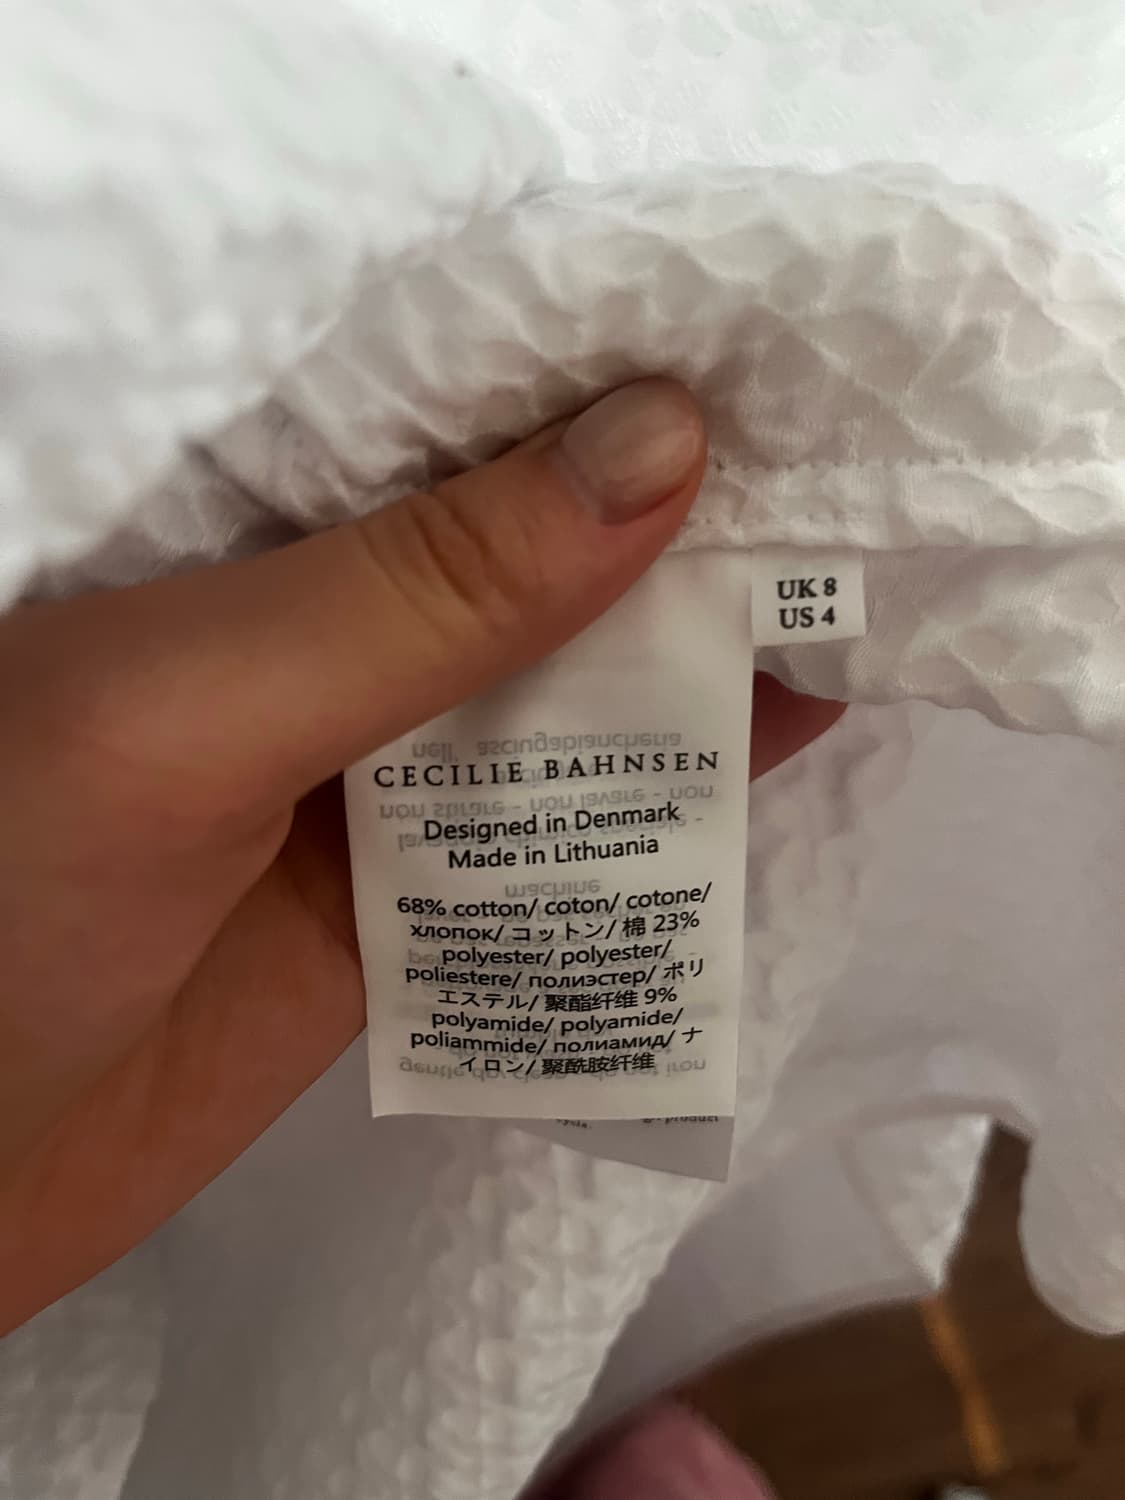 UK 8
US 4
CECILIE BAHNSEN
Designed in Denmark
Made in Lithuania
68% cotton/ coton/ cotone/
хлопок/ コットン/ 棉 23%
polyester/ polyester/
poliestere/ полиэстер/ ポリ
エステル/ 聚酯纤维 9%
polyamide/ polyamide/
poliammide/ полиамид/ ナ
イロン/ 聚酰胺纤维
product